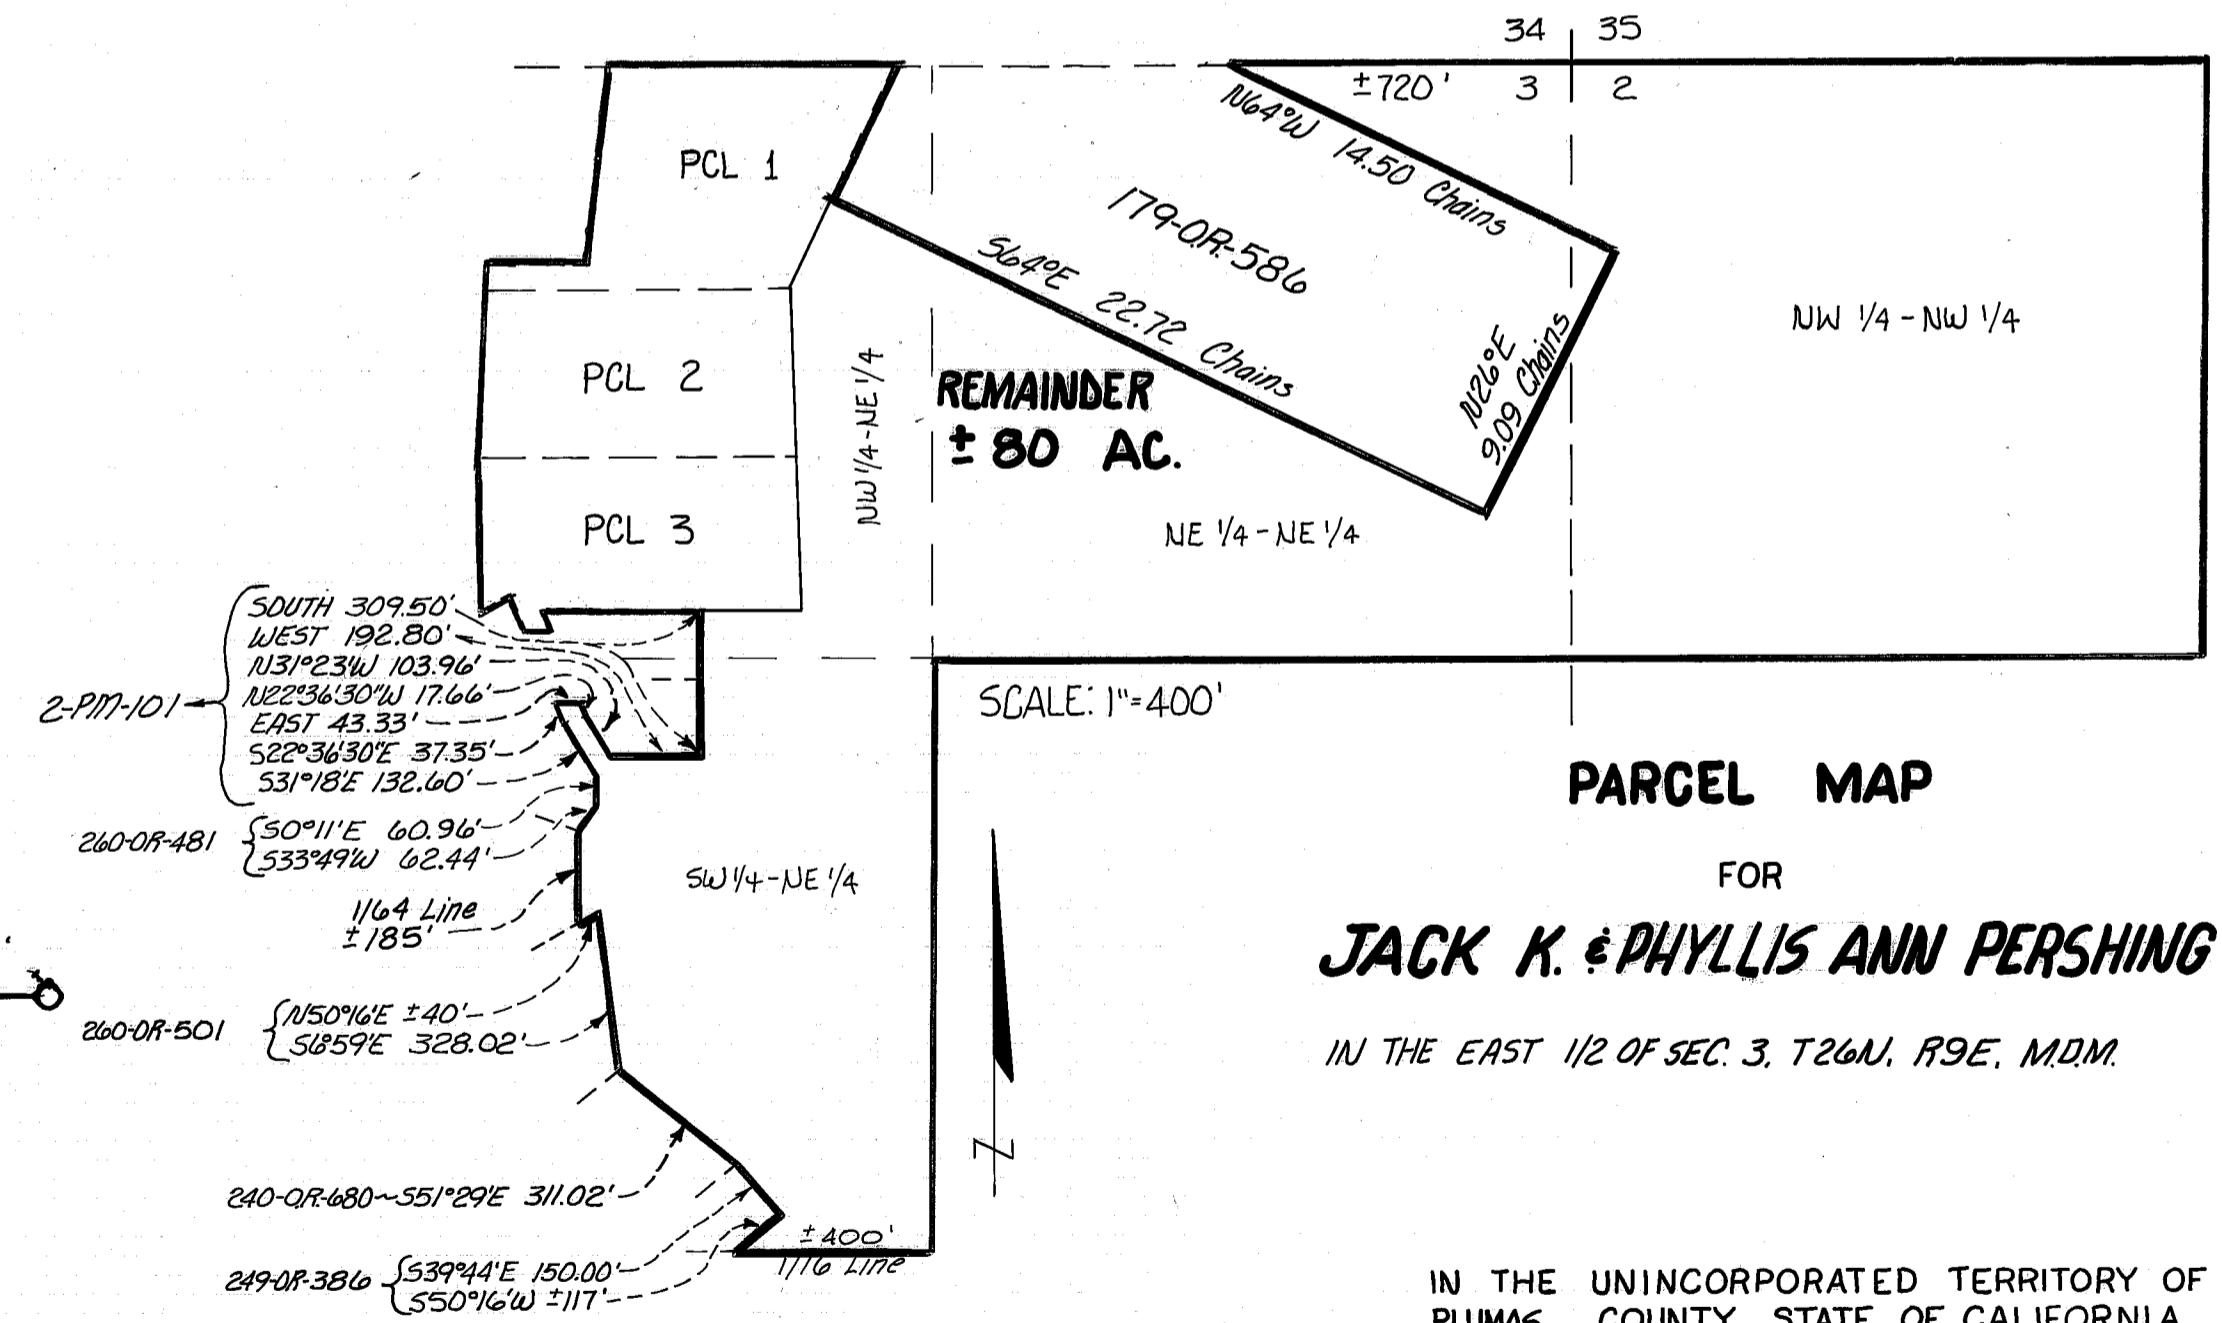 34 35
±720' 3 2
PCL 1
N64°W 14.50 Chains
179-O.R.-586
S64°E 22.72 Chains
N26°E
9.09 Chains
NW 1/4 - NW 1/4
PCL 2
NW 1/4-NE 1/4
REMAINDER
± 80 AC.
PCL 3
NE 1/4 - NE 1/4
2-PM-101
SOUTH 309.50'
WEST 192.80'
N31°23'W 103.96'
N22°36'30"W 17.66'
EAST 43.33'
S22°36'30"E 37.35'
S31°18'E 132.60'
SCALE: 1"=400'
260-OR-481
S0°11'E 60.96'
S33°49'W 62.44'
SW 1/4-NE 1/4
1/64 Line
±185'
260-OR-501
N50°16'E ±40'
S6°59'E 328.02'
240-O.R.-680~S51°29'E 311.02'
249-OR-386
S39°44'E 150.00'
S50°16'W ±117'
±400'
1/16 Line
N
PARCEL MAP
FOR
JACK K. & PHYLLIS ANN PERSHING
IN THE EAST 1/2 OF SEC. 3, T26N, R9E, M.D.M.
IN THE UNINCORPORATED TERRITORY OF
PLUMAS COUNTY, STATE OF CALIFORNIA